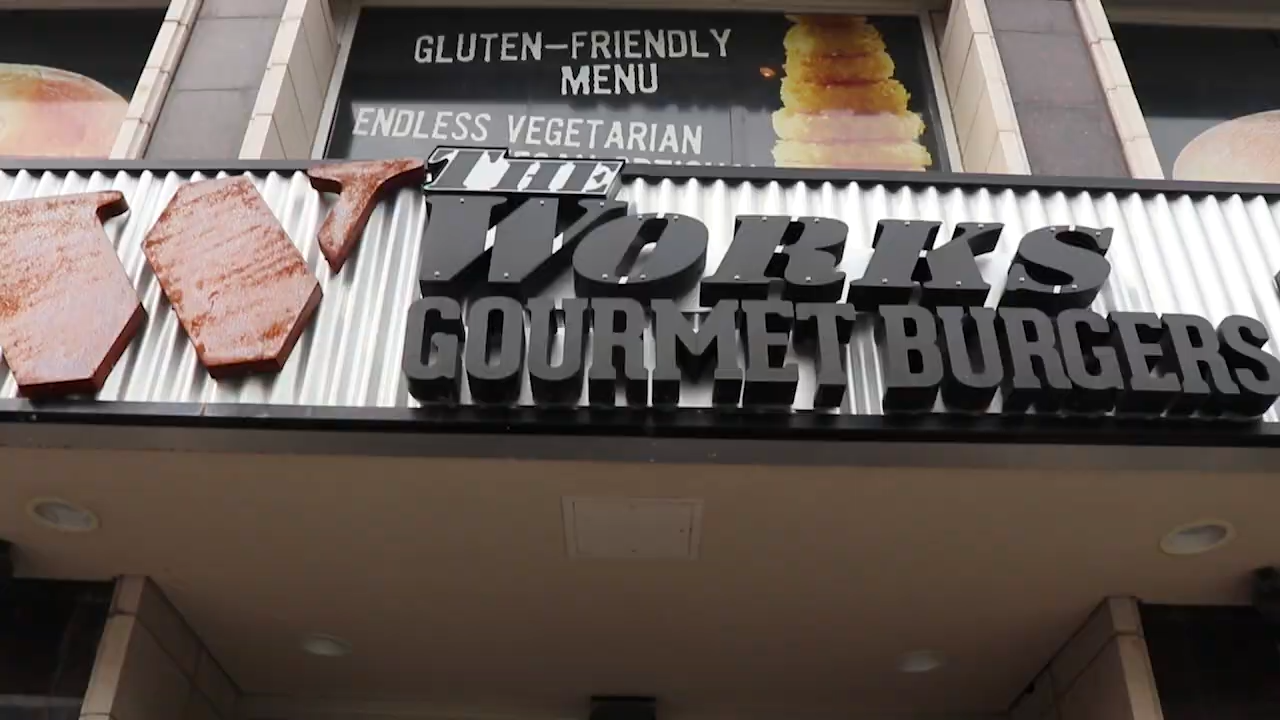 GLUTEN-FRIENDLY
MENU
ENDLESS VEGETARIAN
THE
WORKS
GOURMET BURGERS